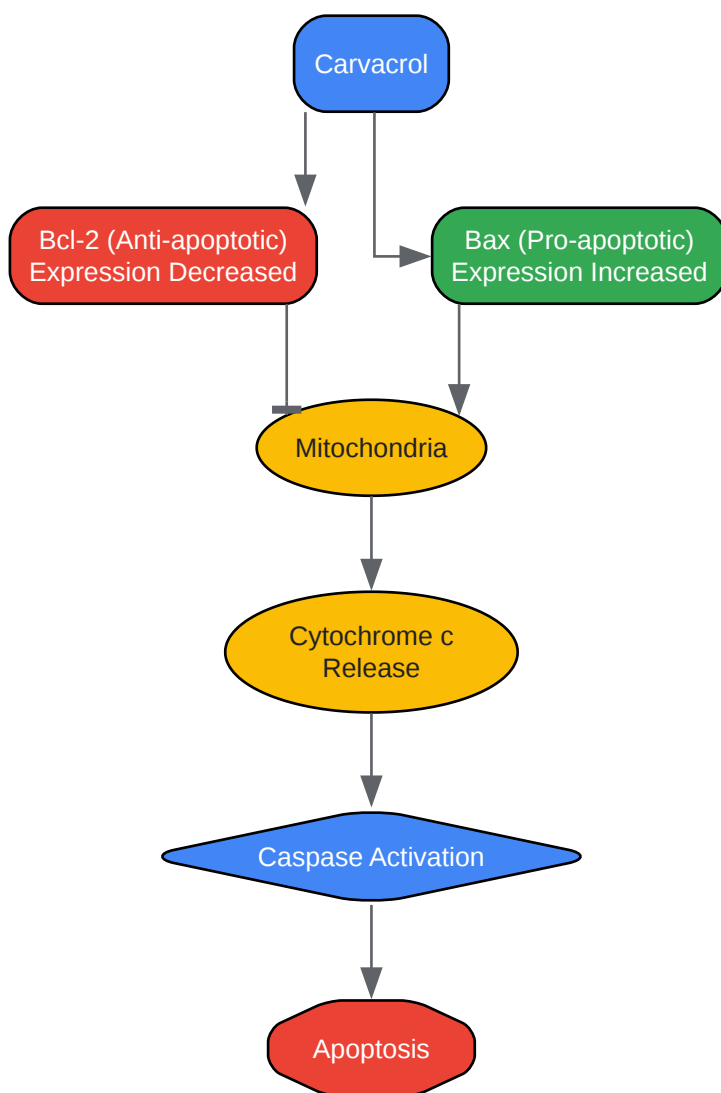 Carvacrol
Bcl-2 (Anti-apoptotic)
Expression Decreased
Bax (Pro-apoptotic)
Expression Increased
Mitochondria
Cytochrome c
Release
Caspase Activation
Apoptosis